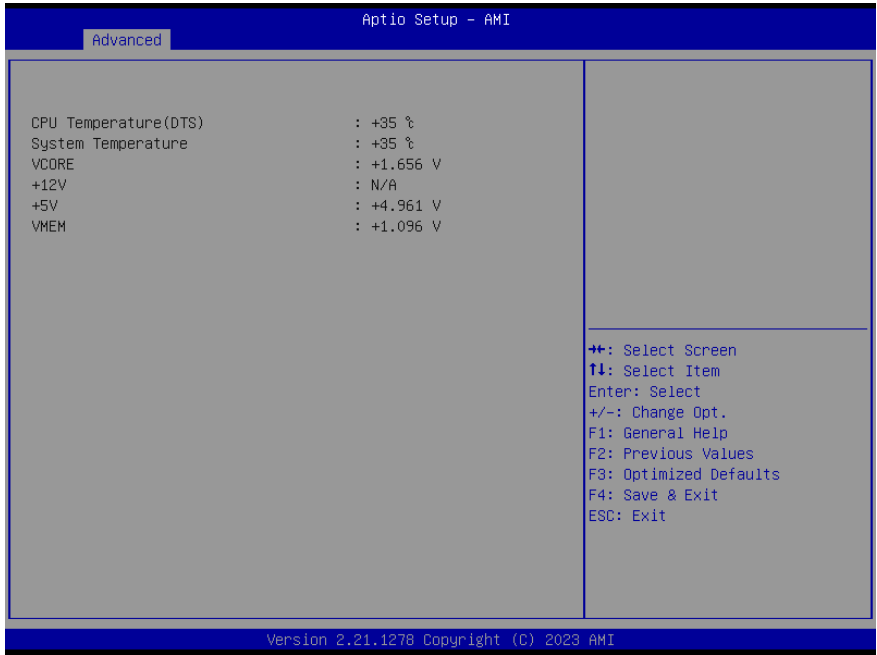 Aptio Setup – AMI
Advanced
CPU Temperature(DTS) : +35 ℃
System Temperature : +35 ℃
VCORE : +1.656 V
+12V : N/A
+5V : +4.961 V
VMEM : +1.096 V
→←: Select Screen
↑↓: Select Item
Enter: Select
+/-: Change Opt.
F1: General Help
F2: Previous Values
F3: Optimized Defaults
F4: Save & Exit
ESC: Exit
Version 2.21.1278 Copyright (C) 2023 AMI